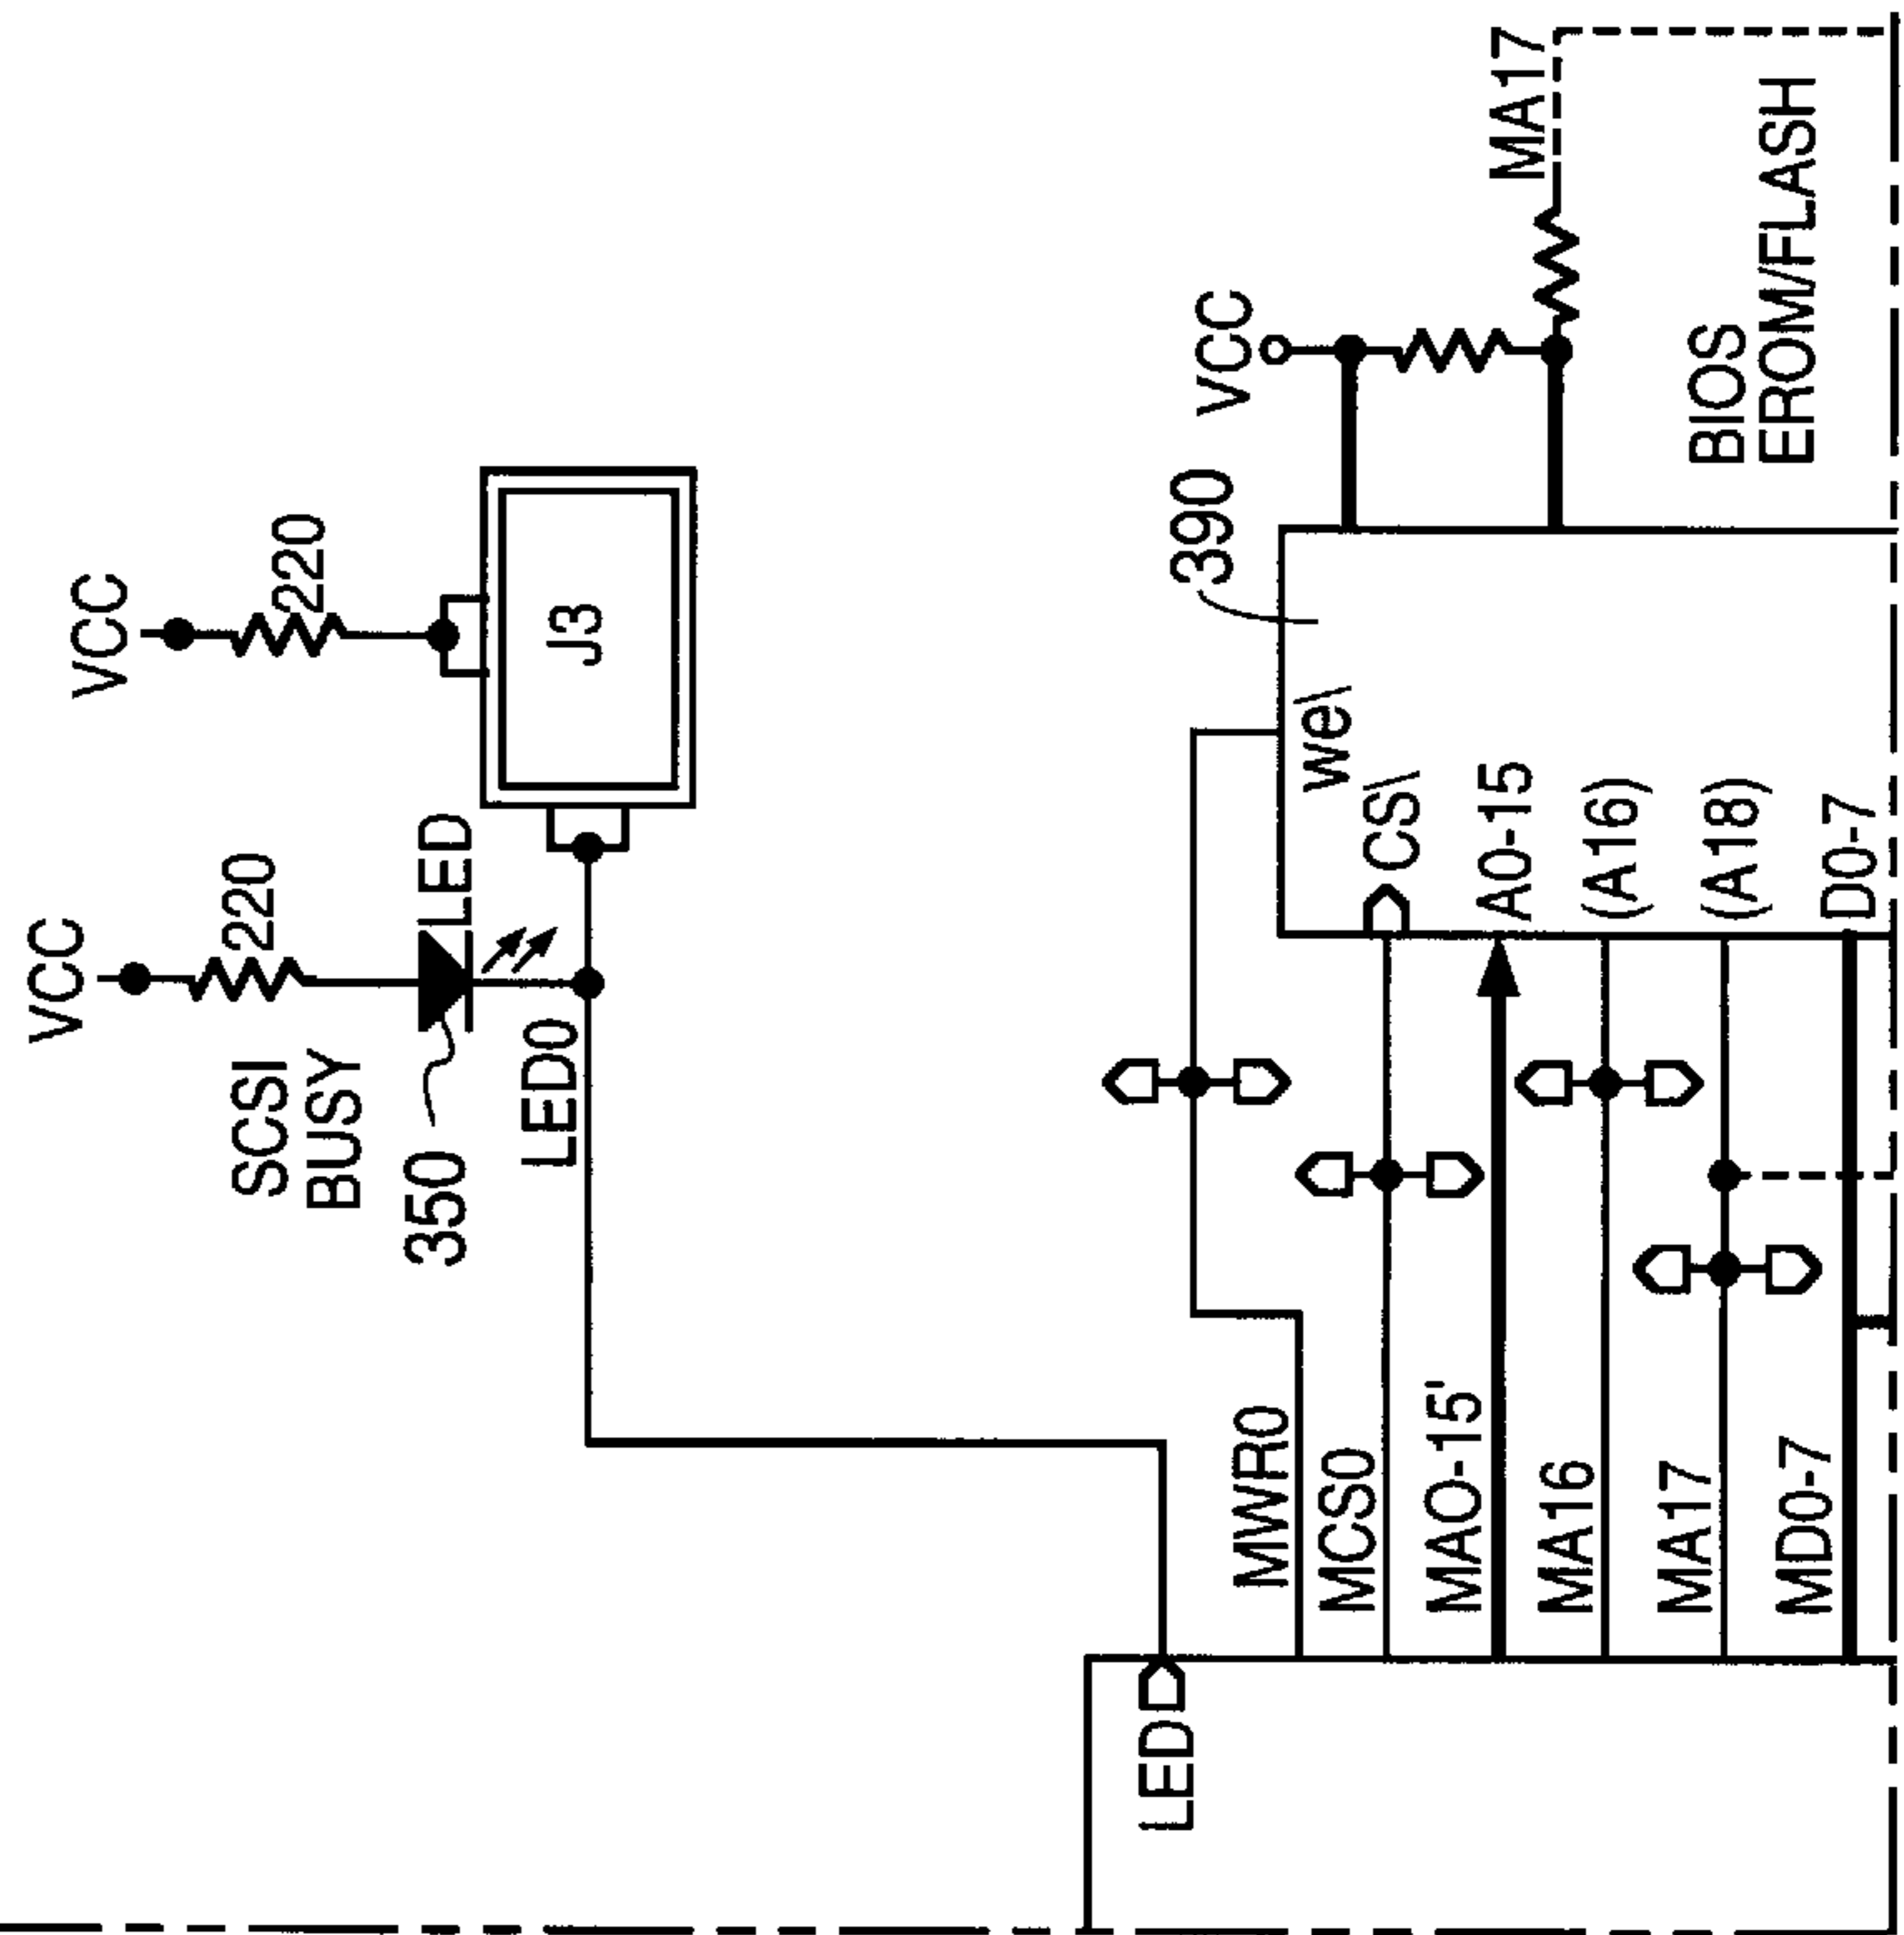 VCC
220
SCSI
BUSY
350
LED
LED0
VCC
220
J3
LED
MWR0
MCS0
MAO-15'
MA16
MA17
MD0-7
we\
CS\
A0-15
(A16)
(A18)
D0-7
390
VCC
MA17
BIOS
EROM/FLASH